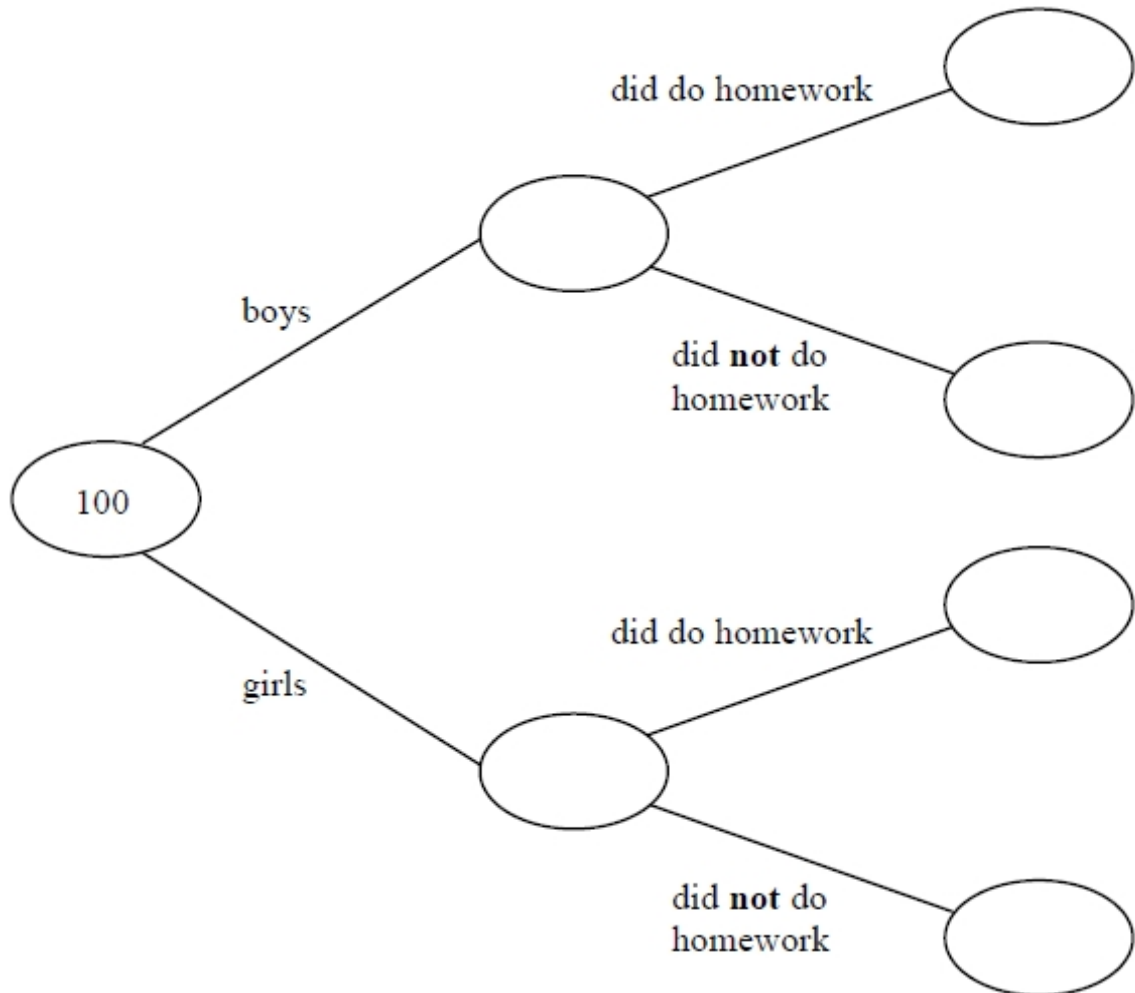 did do homework
boys
did not do
homework
100
did do homework
girls
did not do
homework